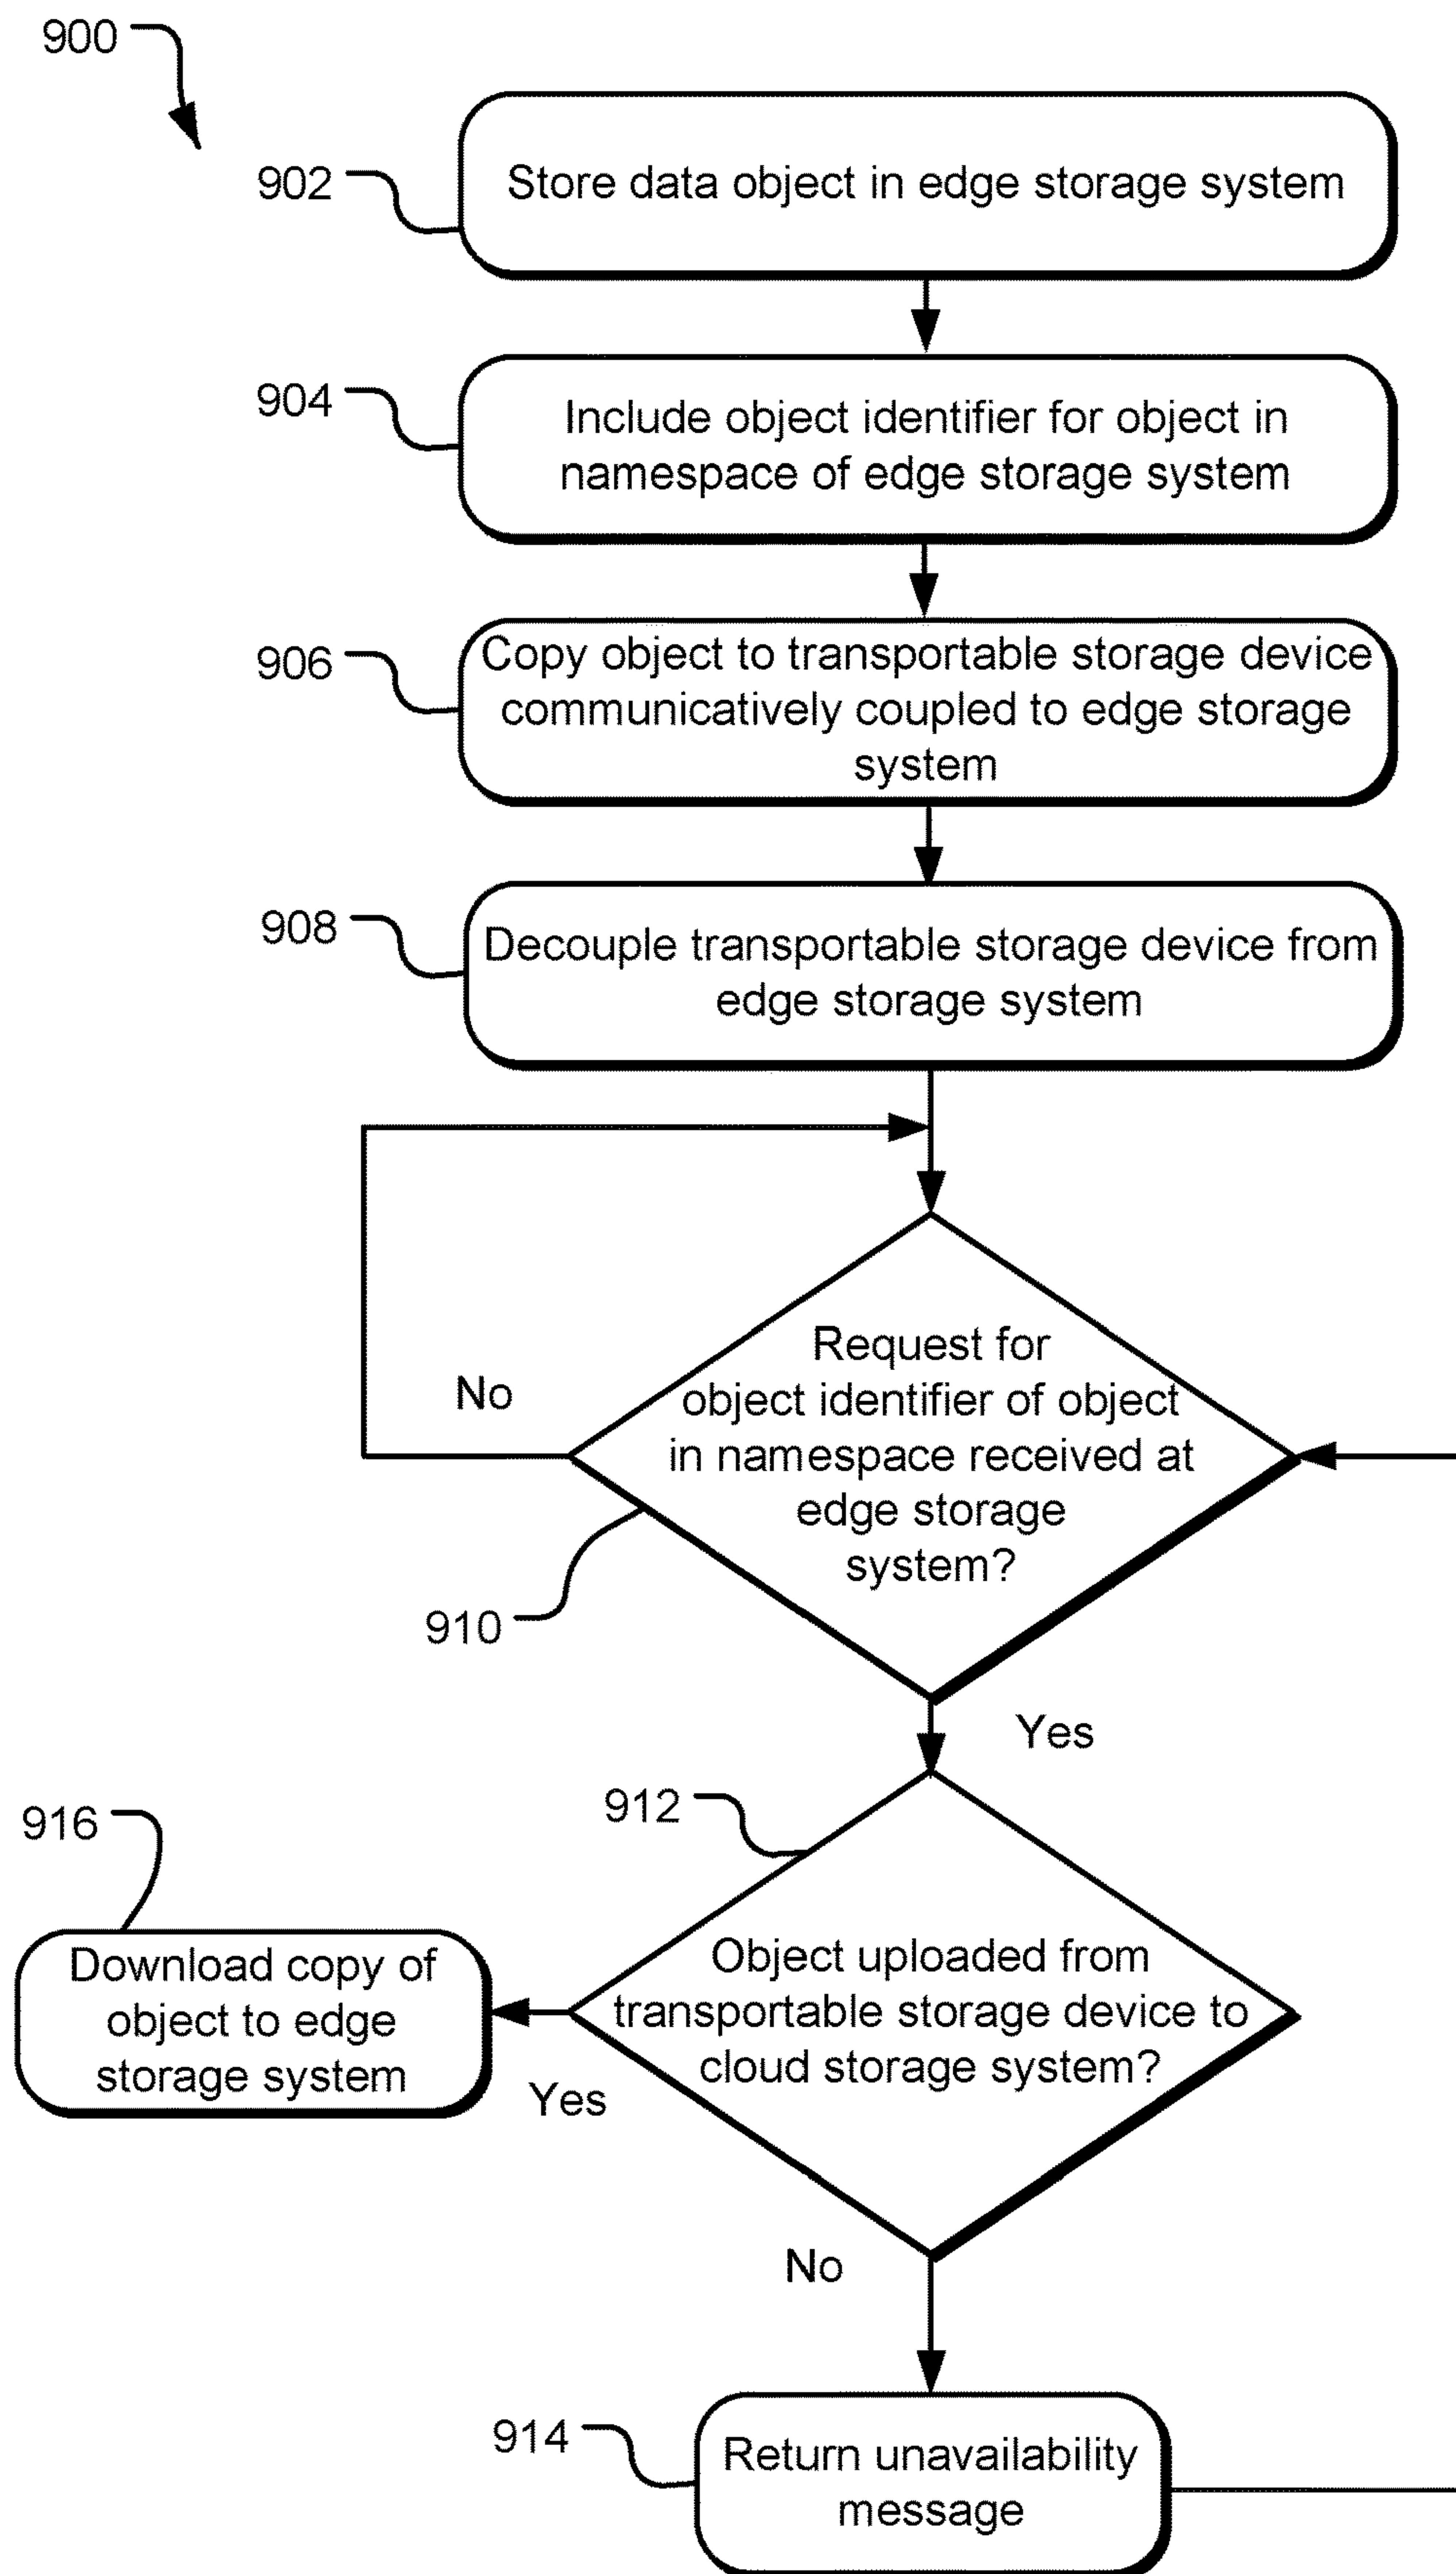 900
902
Store data object in edge storage system
904
Include object identifier for object in
namespace of edge storage system
906
Copy object to transportable storage device
communicatively coupled to edge storage
system
908
Decouple transportable storage device from
edge storage system
Request for
object identifier of object
in namespace received at
edge storage
system?
No
910
Yes
912
916
Object uploaded from
transportable storage device to
cloud storage system?
Download copy of
object to edge
storage system
Yes
No
914
Return unavailability
message